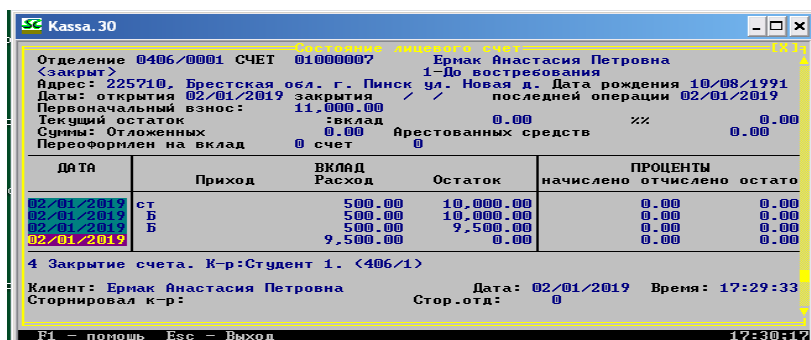 SC Kassa.30
Состояние лицевого счет [X]
Отделение 0406/0001 СЧЕТ 01000007 Ермак Анастасия Петровна
<закрыт> 1-До востребования
Адрес: 225710, Брестская обл. г. Пинск ул. Новая д. Дата рождения 10/08/1991
Даты: открытия 02/01/2019 закрытия / / последней операции 02/01/2019
Первоначальный взнос: 11,000.00
Текущий остаток :вклад 0.00 %% 0.00
Суммы: Отложенных 0.00 Арестованных средств 0.00
Переоформлен на вклад 0 счет 0
ДАТА ВКЛАД ПРОЦЕНТЫ
Приход Расход Остаток начислено отчислено остато
02/01/2019 ст 500.00 10,000.00 0.00 0.00
02/01/2019 Б 500.00 10,000.00 0.00 0.00
02/01/2019 Б 500.00 9,500.00 0.00 0.00
02/01/2019 9,500.00 0.00 0.00 0.00
4 Закрытие счета. К-р:Студент 1. (406/1)
Клиент: Ермак Анастасия Петровна Дата: 02/01/2019 Время: 17:29:33
Сторнировал к-р: Стор.отд: 0
F1 - помощь Esc - Выход 17:30:17